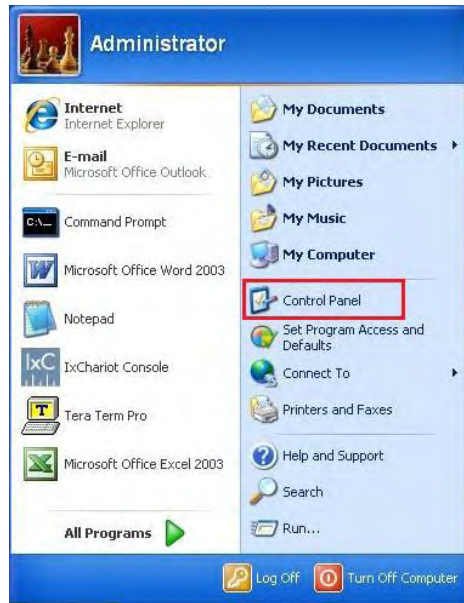 Administrator
Internet
Internet Explorer
E-mail
Microsoft Office Outlook
C:\_
Command Prompt
W
Microsoft Office Word 2003
Notepad
IxC
IxChariot Console
T
Tera Term Pro
X
Microsoft Office Excel 2003
All Programs
My Documents
My Recent Documents
My Pictures
My Music
My Computer
Control Panel
Set Program Access and
Defaults
Connect To
Printers and Faxes
Help and Support
Search
Run...
Log Off
Turn Off Computer